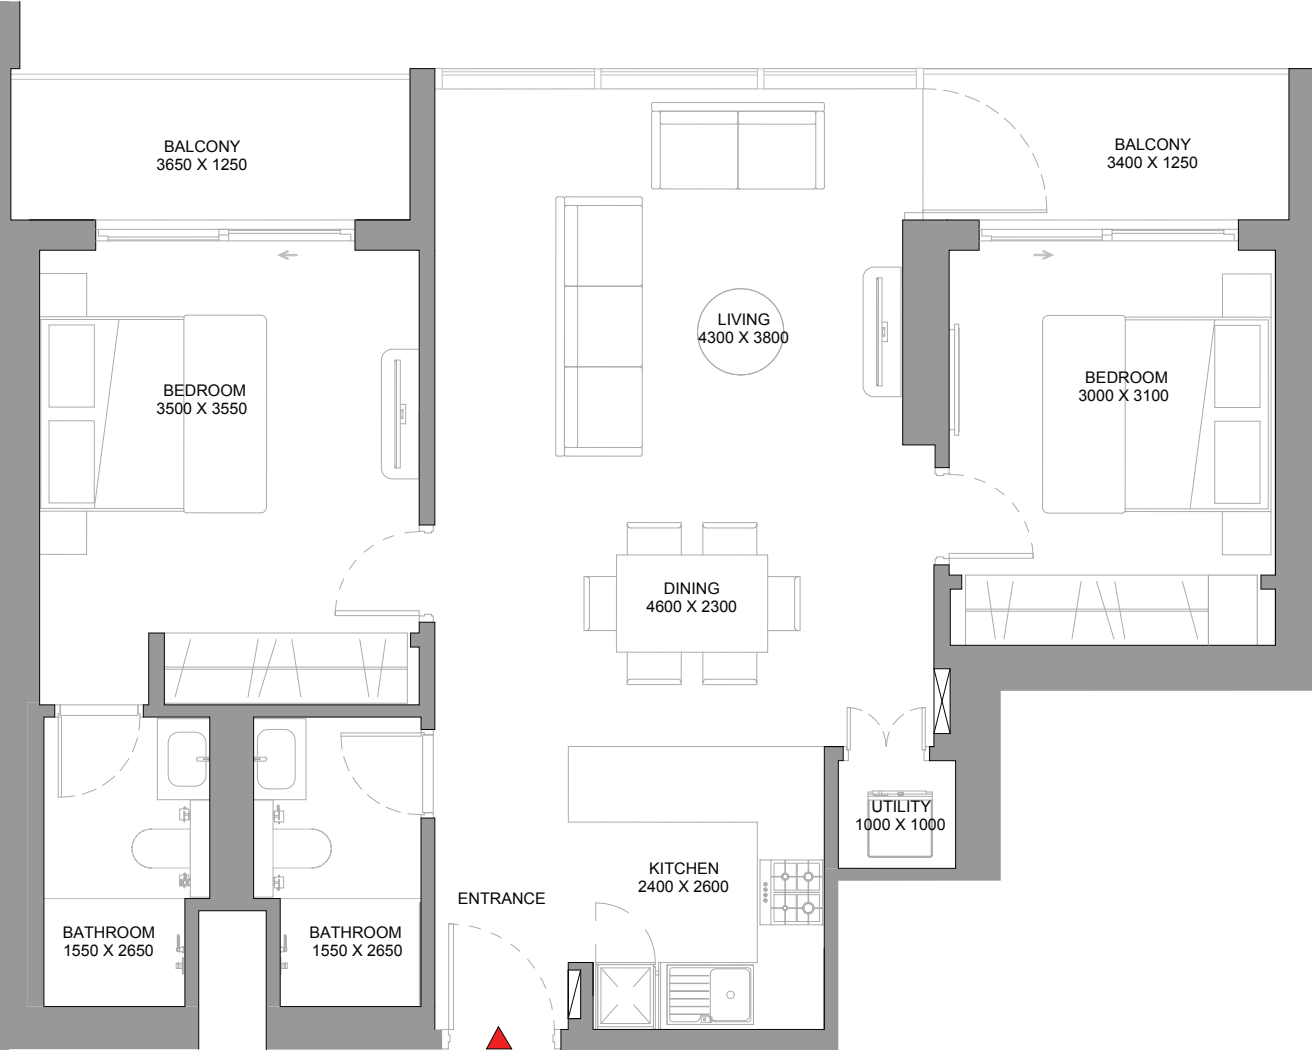 BALCONY
3650 X 1250
BALCONY
3400 X 1250
LIVING
4300 X 3800
BEDROOM
3500 X 3550
BEDROOM
3000 X 3100
DINING
4600 X 2300
UTILITY
1000 X 1000
KITCHEN
2400 X 2600
ENTRANCE
BATHROOM
1550 X 2650
BATHROOM
1550 X 2650